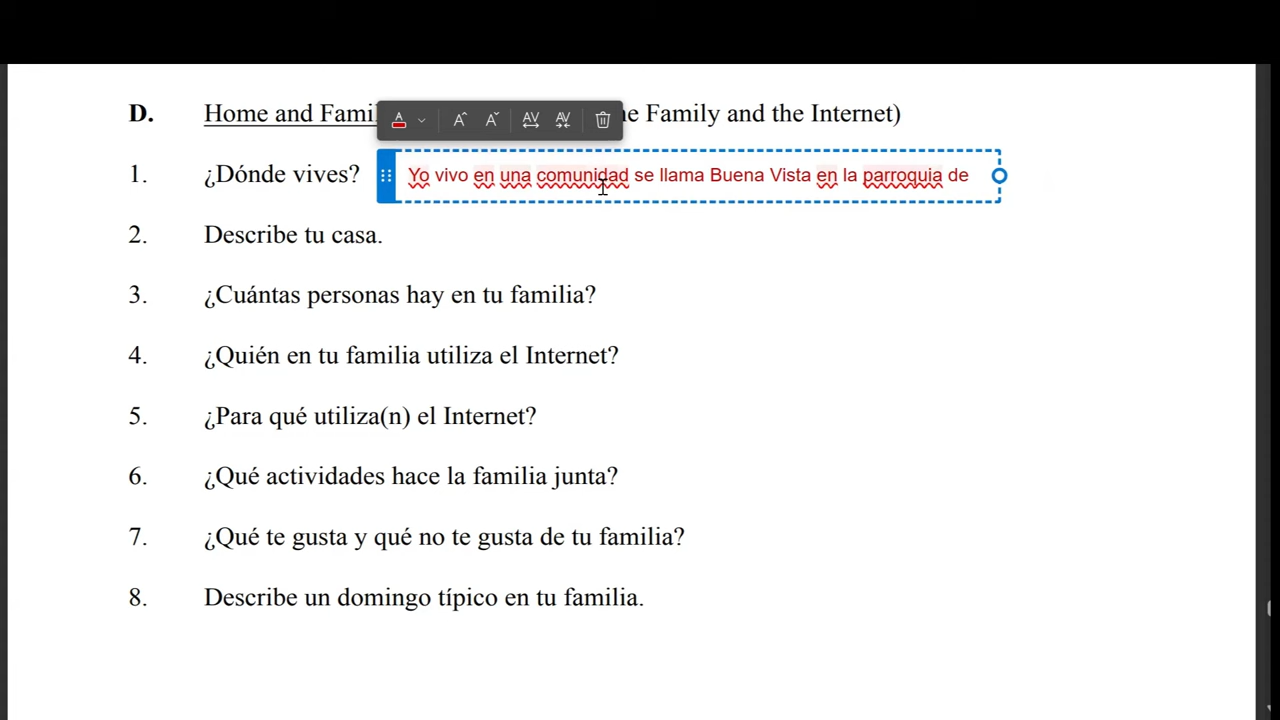 D. Home and Famil e Family and the Internet)
1. ¿Dónde vives? Yo vivo en una comunidad se llama Buena Vista en la parroquia de
2. Describe tu casa.
3. ¿Cuántas personas hay en tu familia?
4. ¿Quién en tu familia utiliza el Internet?
5. ¿Para qué utiliza(n) el Internet?
6. ¿Qué actividades hace la familia junta?
7. ¿Qué te gusta y qué no te gusta de tu familia?
8. Describe un domingo típico en tu familia.